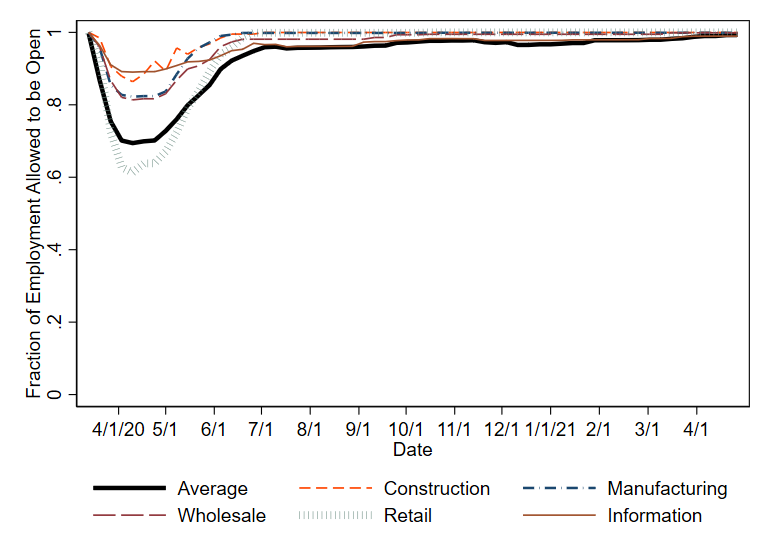 Fraction of Employment Allowed to be Open
1
.8
.6
.4
.2
0
4/1/20 5/1 6/1 7/1 8/1 9/1 10/1 11/1 12/1 1/1/21 2/1 3/1 4/1
Date
Average Construction Manufacturing
Wholesale Retail Information